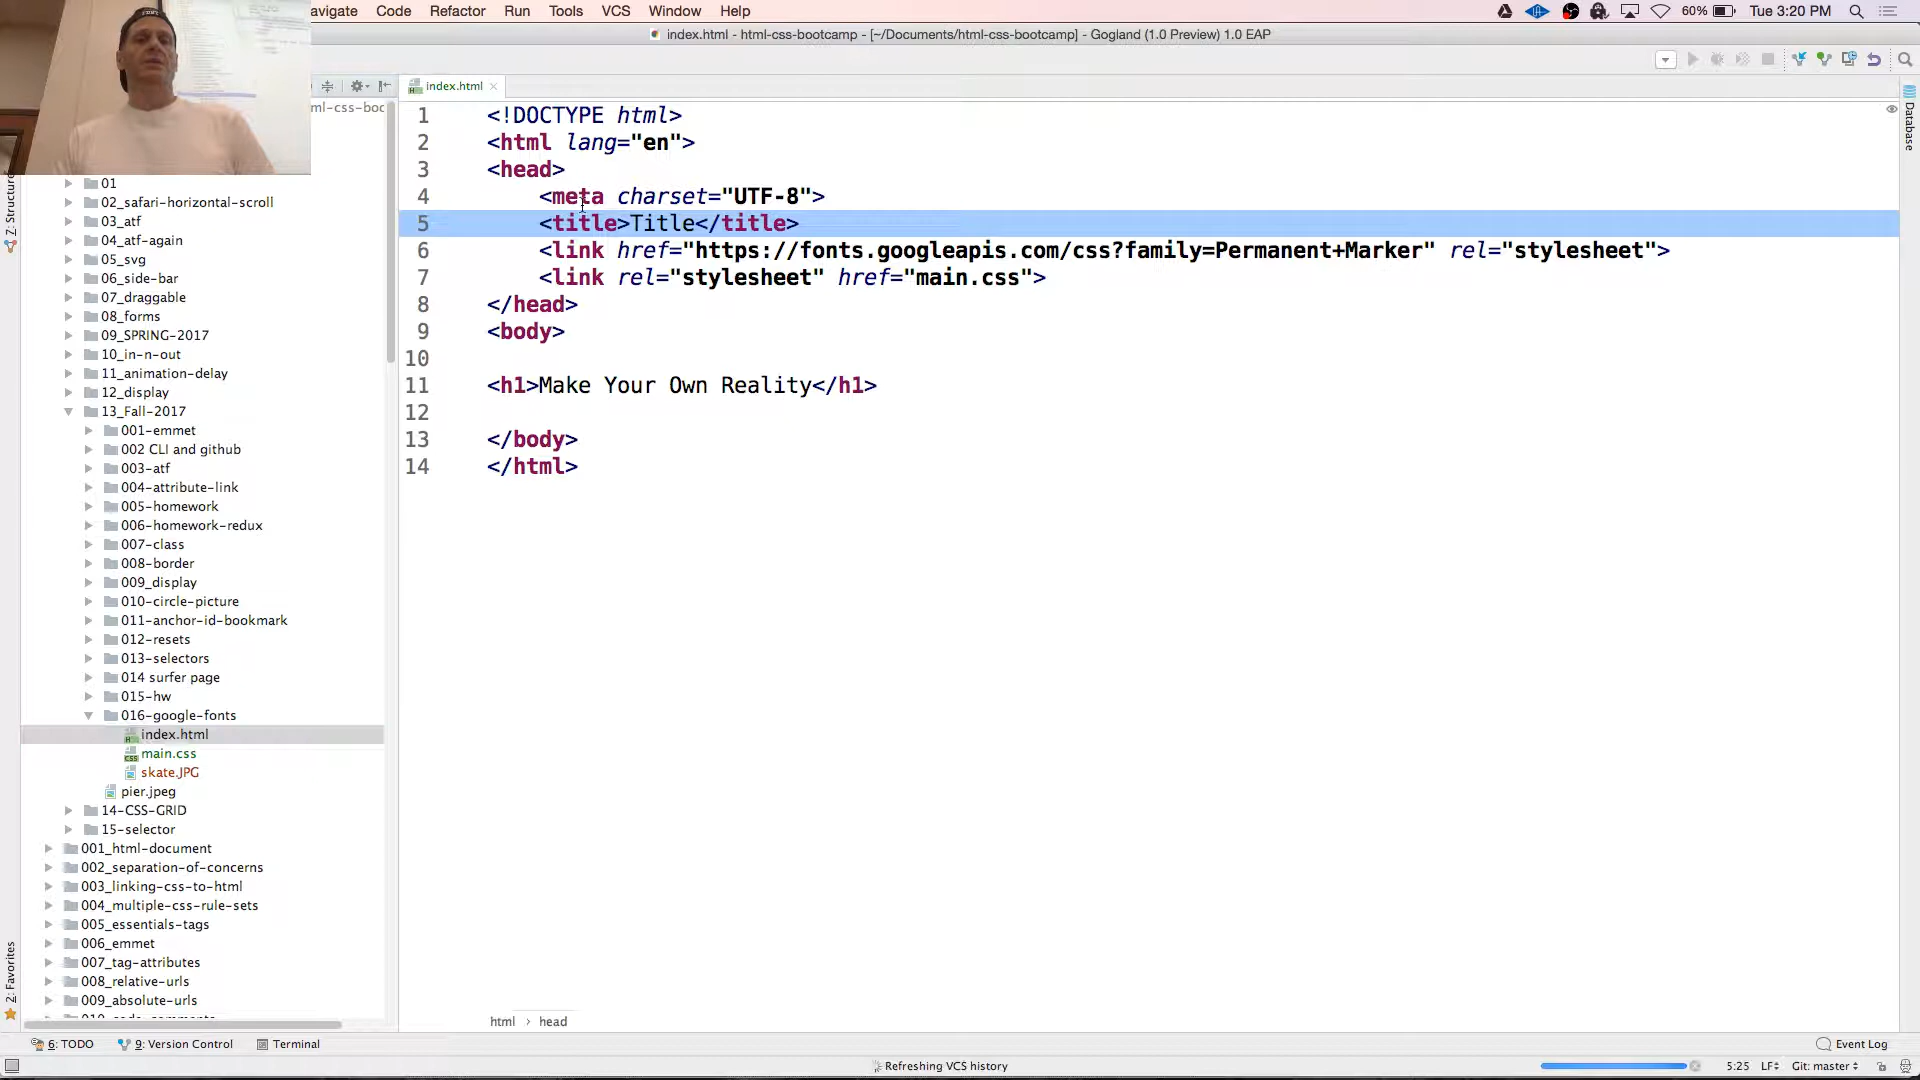 avigate Code Refactor Run Tools VCS Window Help 60% Tue 3:20 PM
index.html - html-css-bootcamp - [~/Documents/html-css-bootcamp] - Gogland (1.0 Preview) 1.0 EAP
index.html
ml-css-boc
01
02_safari-horizontal-scroll
03_atf
04_atf-again
05_svg
06_side-bar
07_draggable
08_forms
09_SPRING-2017
10_in-n-out
11_animation-delay
12_display
13_Fall-2017
001-emmet
002 CLI and github
003-atf
004-attribute-link
005-homework
006-homework-redux
007-class
008-border
009_display
010-circle-picture
011-anchor-id-bookmark
012-resets
013-selectors
014 surfer page
015-hw
016-google-fonts
index.html
main.css
skate.JPG
pier.jpeg
14-CSS-GRID
15-selector
001_html-document
002_separation-of-concerns
003_linking-css-to-html
004_multiple-css-rule-sets
005_essentials-tags
006_emmet
007_tag-attributes
008_relative-urls
009_absolute-urls
Z: Structure
2: Favorites
1 <!DOCTYPE html>
2 <html lang="en">
3 <head>
4 <meta charset="UTF-8">
5 <title>Title</title>
6 <link href="https://fonts.googleapis.com/css?family=Permanent+Marker" rel="stylesheet">
7 <link rel="stylesheet" href="main.css">
8 </head>
9 <body>
10
11 <h1>Make Your Own Reality</h1>
12
13 </body>
14 </html>
Database
html › head
6: TODO 9: Version Control Terminal Event Log
Refreshing VCS history 5:25 LF Git: master